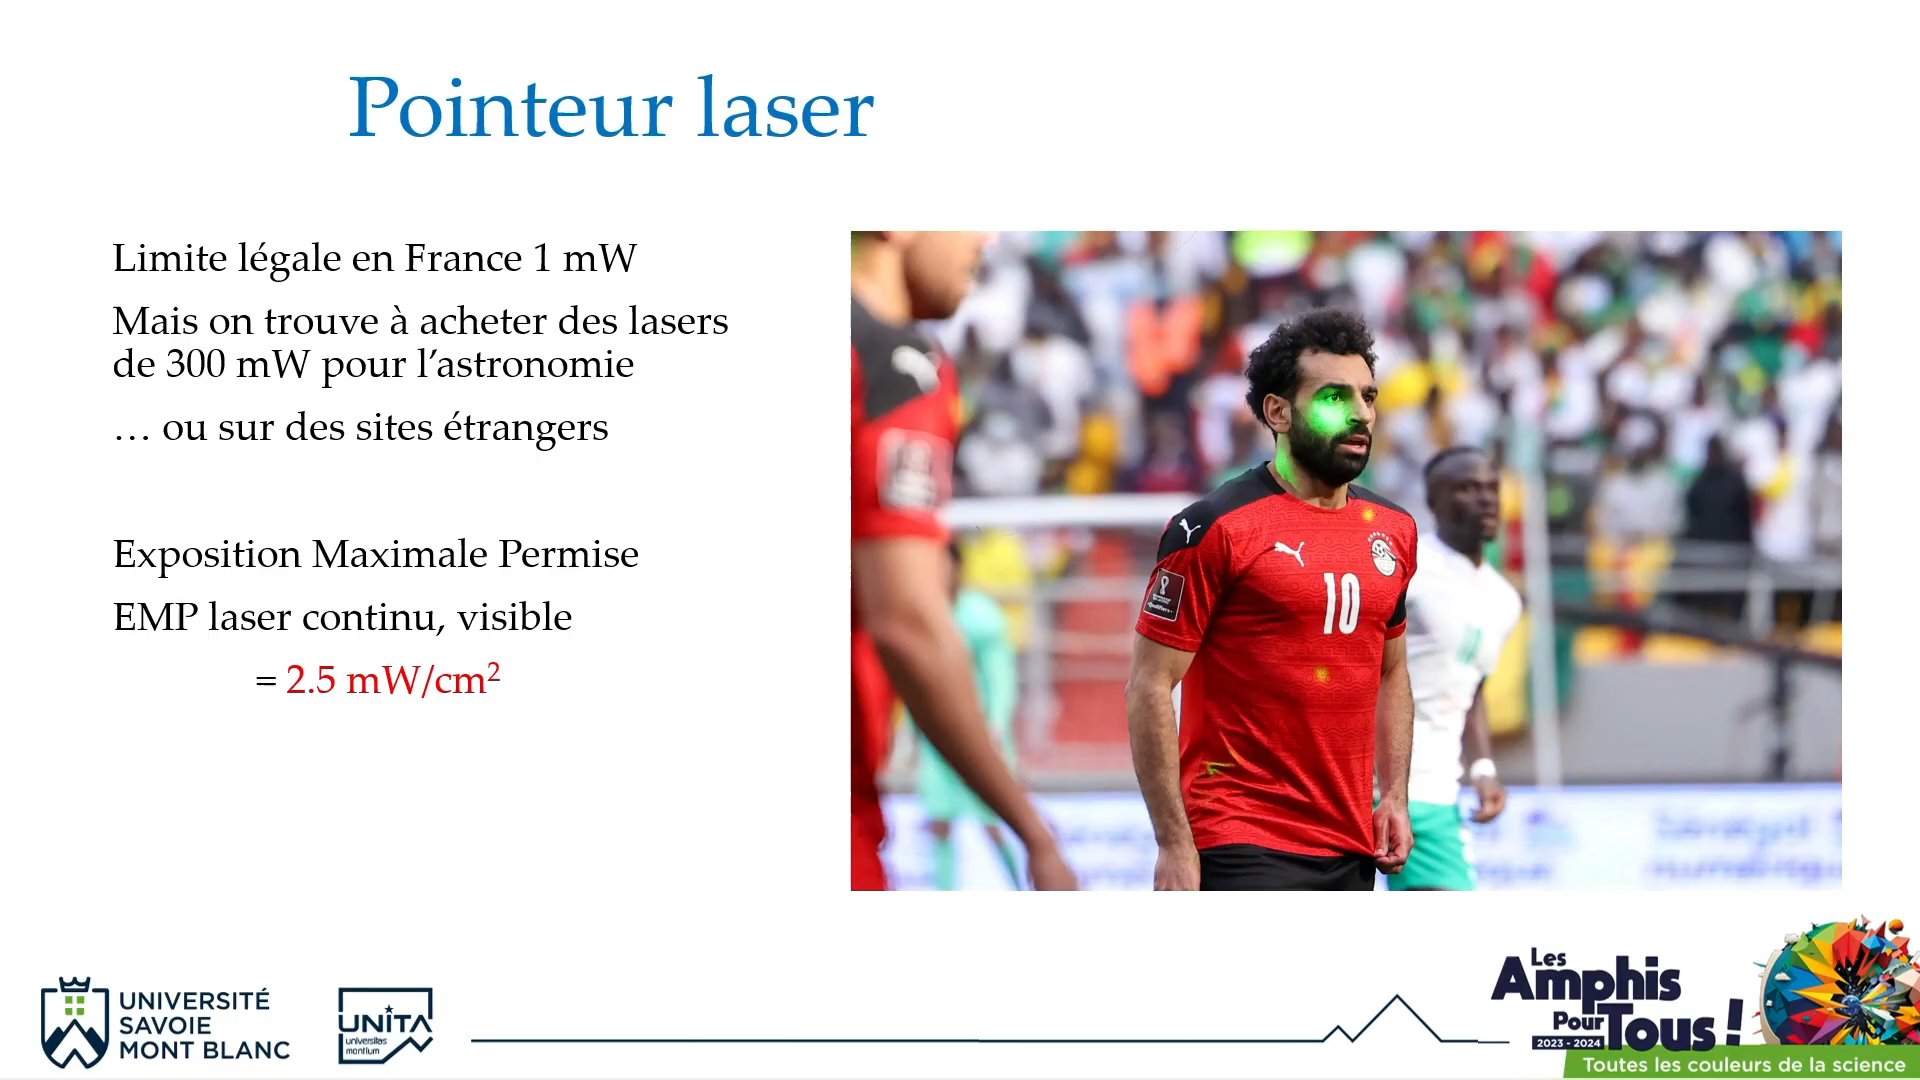 Pointeur laser
Limite légale en France 1 mW
Mais on trouve à acheter des lasers
de 300 mW pour l’astronomie
… ou sur des sites étrangers
Exposition Maximale Permise
EMP laser continu, visible
= 2.5 mW/cm²
10
UNIVERSITÉ
SAVOIE
MONT BLANC
UNITA
universitas
montium
Les
Amphis
Pour
Tous !
2023 - 2024
Toutes les couleurs de la science